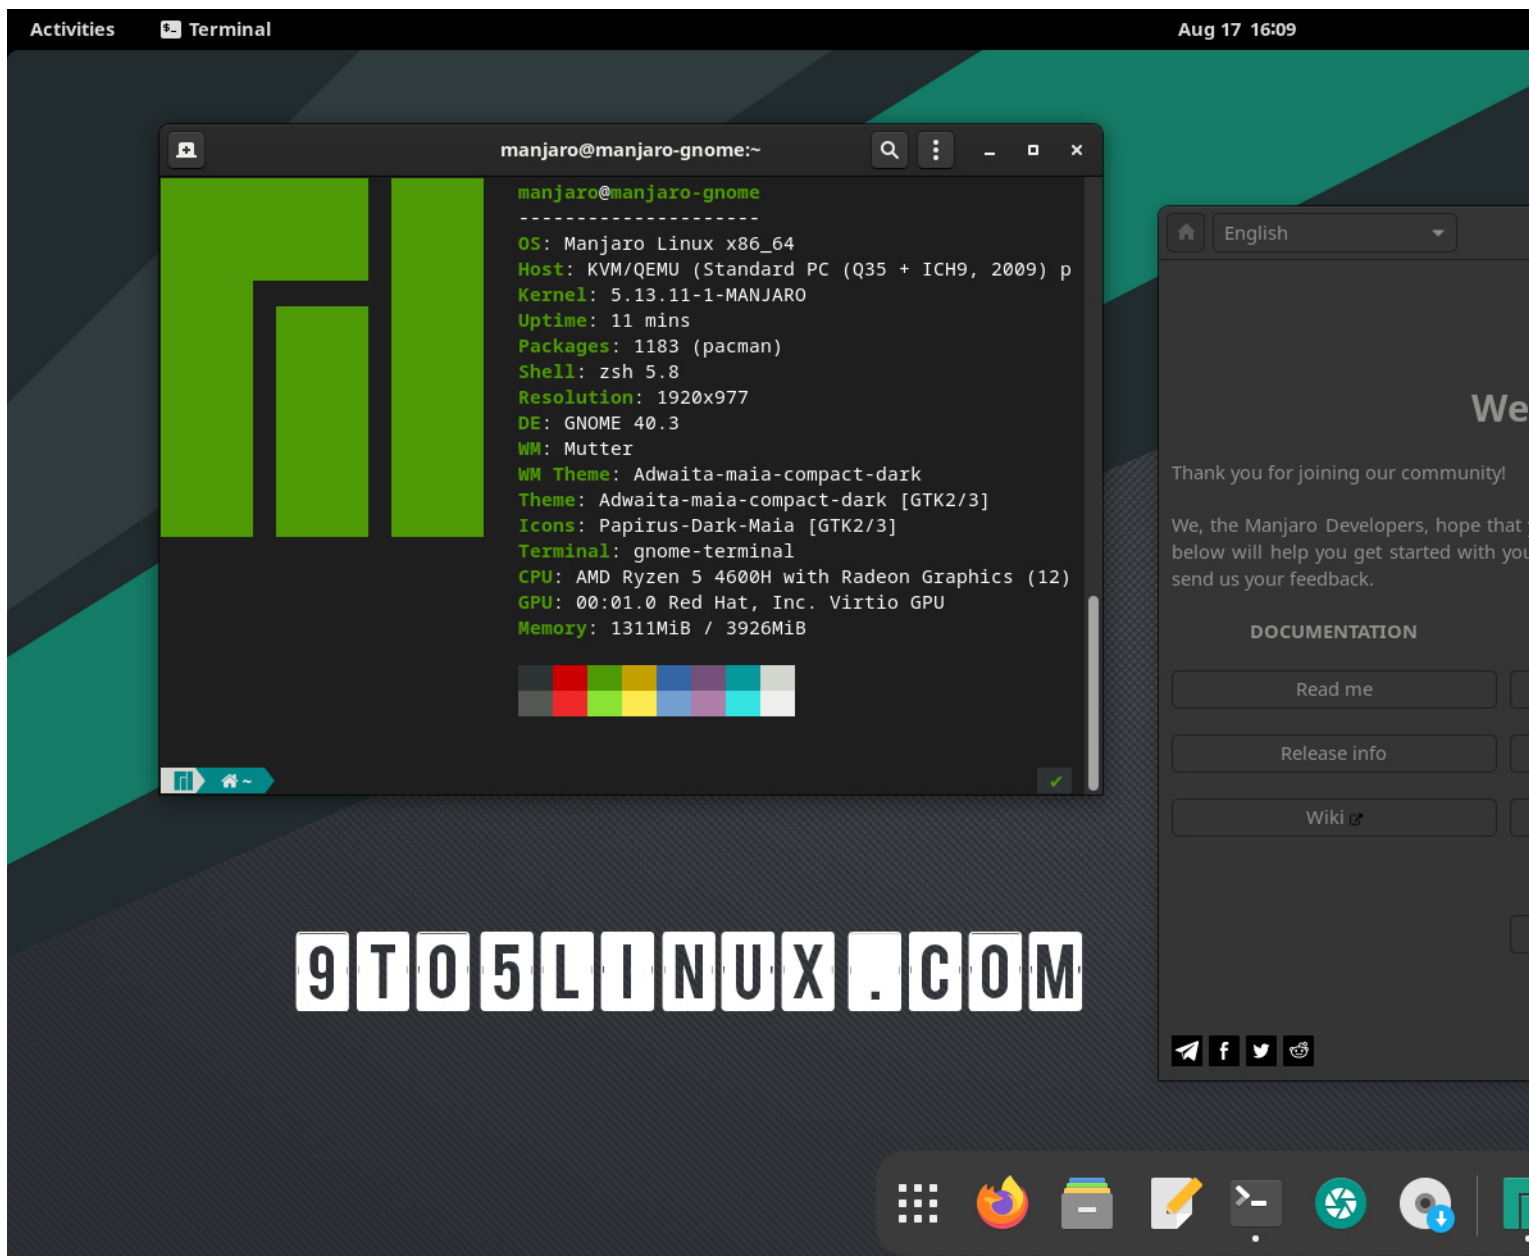 Activities
Terminal
Aug 17 16:09
manjaro@manjaro-gnome:~
manjaro@manjaro-gnome
---------------------
OS: Manjaro Linux x86_64
Host: KVM/QEMU (Standard PC (Q35 + ICH9, 2009) p
Kernel: 5.13.11-1-MANJARO
Uptime: 11 mins
Packages: 1183 (pacman)
Shell: zsh 5.8
Resolution: 1920x977
DE: GNOME 40.3
WM: Mutter
WM Theme: Adwaita-maia-compact-dark
Theme: Adwaita-maia-compact-dark [GTK2/3]
Icons: Papirus-Dark-Maia [GTK2/3]
Terminal: gnome-terminal
CPU: AMD Ryzen 5 4600H with Radeon Graphics (12)
GPU: 00:01.0 Red Hat, Inc. Virtio GPU
Memory: 1311MiB / 3926MiB
~
English
We
Thank you for joining our community!
We, the Manjaro Developers, hope that
below will help you get started with you
send us your feedback.
DOCUMENTATION
Read me
Release info
Wiki
9TO5LINUX.COM